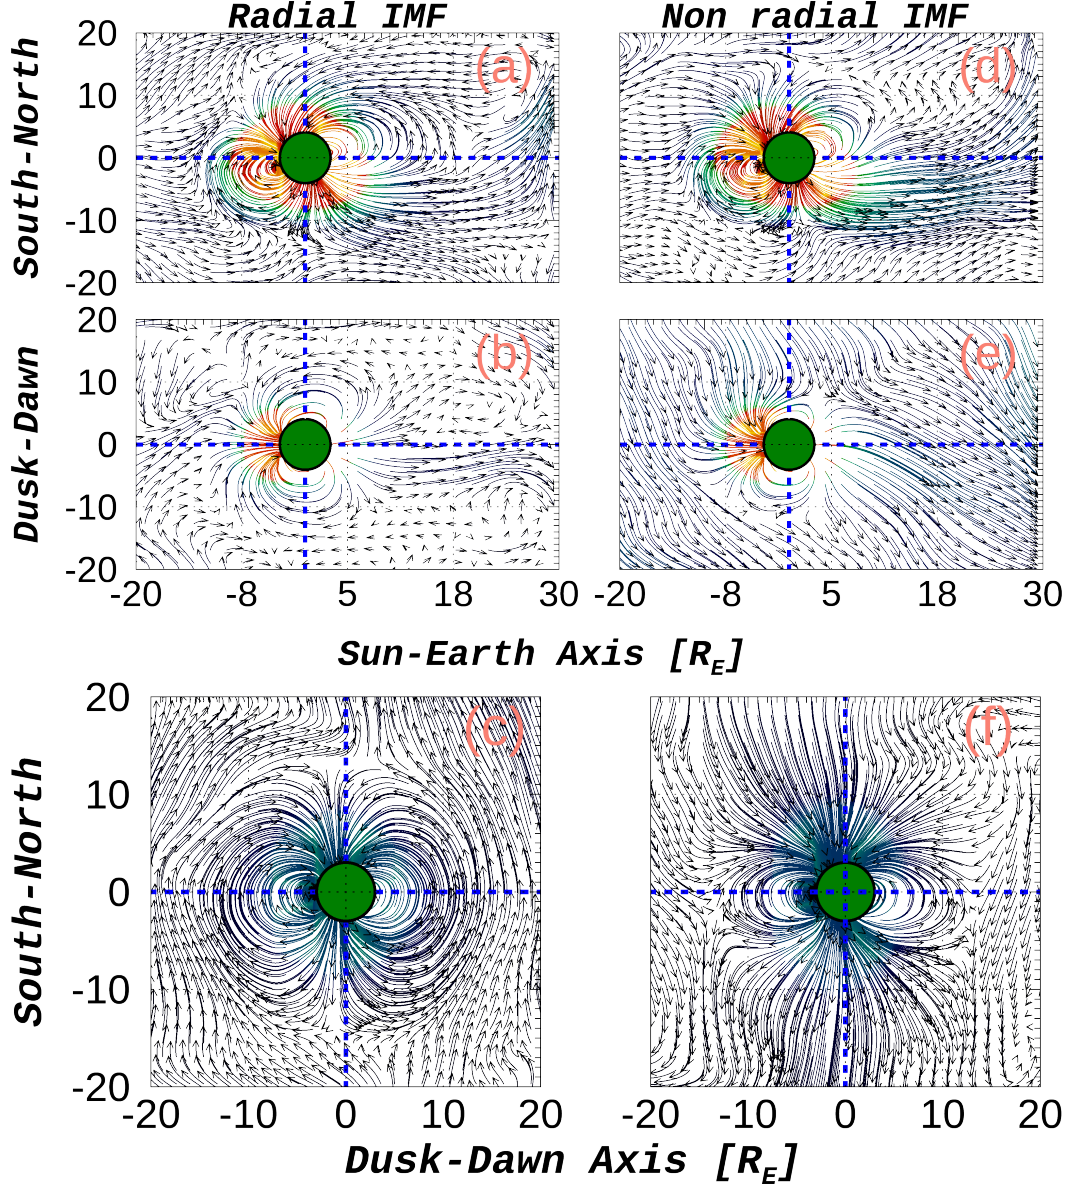 Radial IMF
Non radial IMF
South-North
20
10
0
-10
-20
(a)
(d)
Dusk-Dawn
20
10
0
-10
-20
(b)
(e)
-20 -8 5 18 30
-20 -8 5 18 30
Sun-Earth Axis [R_E]
South-North
20
10
0
-10
-20
(c)
(f)
-20 -10 0 10 20
-20 -10 0 10 20
Dusk-Dawn Axis [R_E]